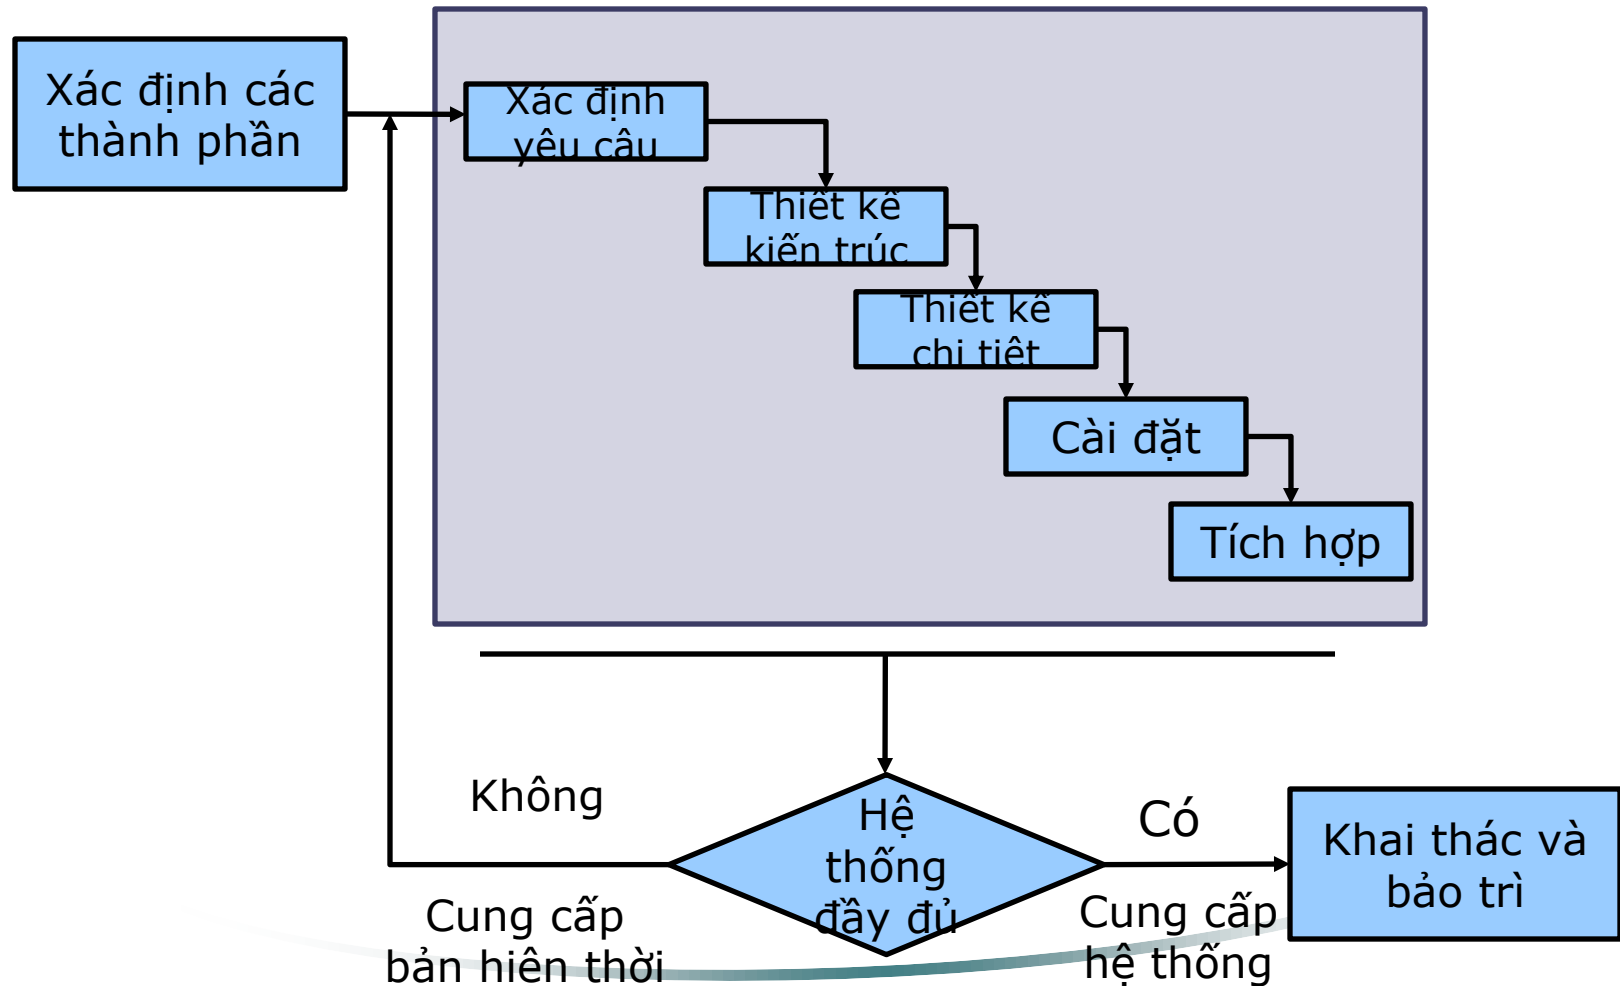 Xác định các
thành phần
Xác định
yêu cầu
Thiết kế
kiến trúc
Thiết kế
chi tiết
Cài đặt
Tích hợp
Không
Hệ
thống
đầy đủ
Có
Khai thác và
bảo trì
Cung cấp
bản hiện thời
Cung cấp
hệ thống